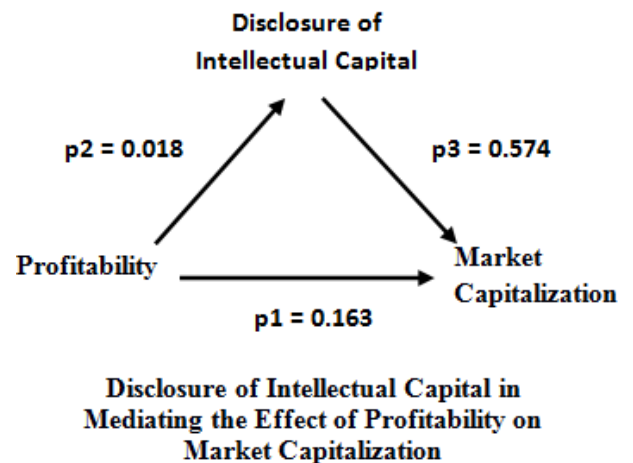 Disclosure of
Intellectual Capital
p2 = 0.018
p3 = 0.574
Profitability
Market
Capitalization
p1 = 0.163
Disclosure of Intellectual Capital in
Mediating the Effect of Profitability on
Market Capitalization